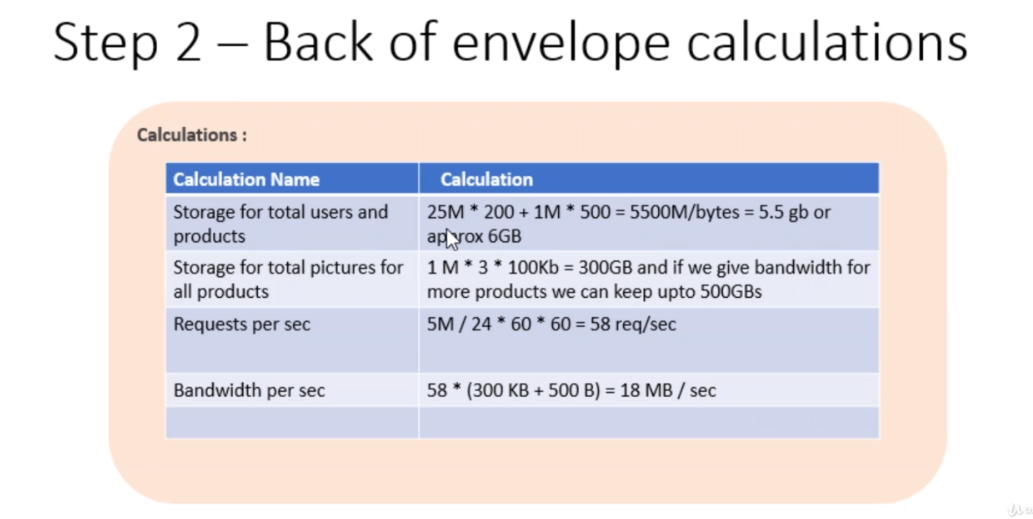 Step 2 – Back of envelope calculations
Calculations :
Calculation Name
Calculation
Storage for total users and
products
25M * 200 + 1M * 500 = 5500M/bytes = 5.5 gb or
approx 6GB
Storage for total pictures for
all products
1 M * 3 * 100Kb = 300GB and if we give bandwidth for
more products we can keep upto 500GBs
Requests per sec
5M / 24 * 60 * 60 = 58 req/sec
Bandwidth per sec
58 * (300 KB + 500 B) = 18 MB / sec